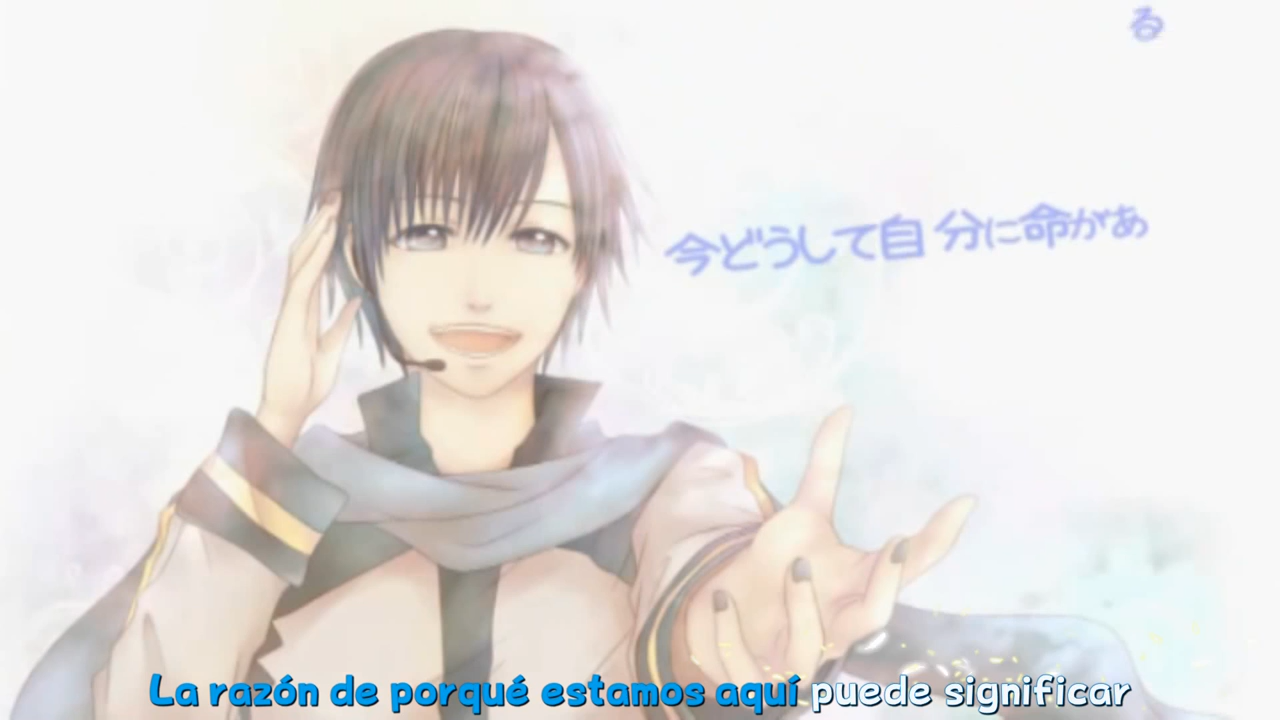 る
今どうして自分に命があ
La razón de porqué estamos aquí puede significar